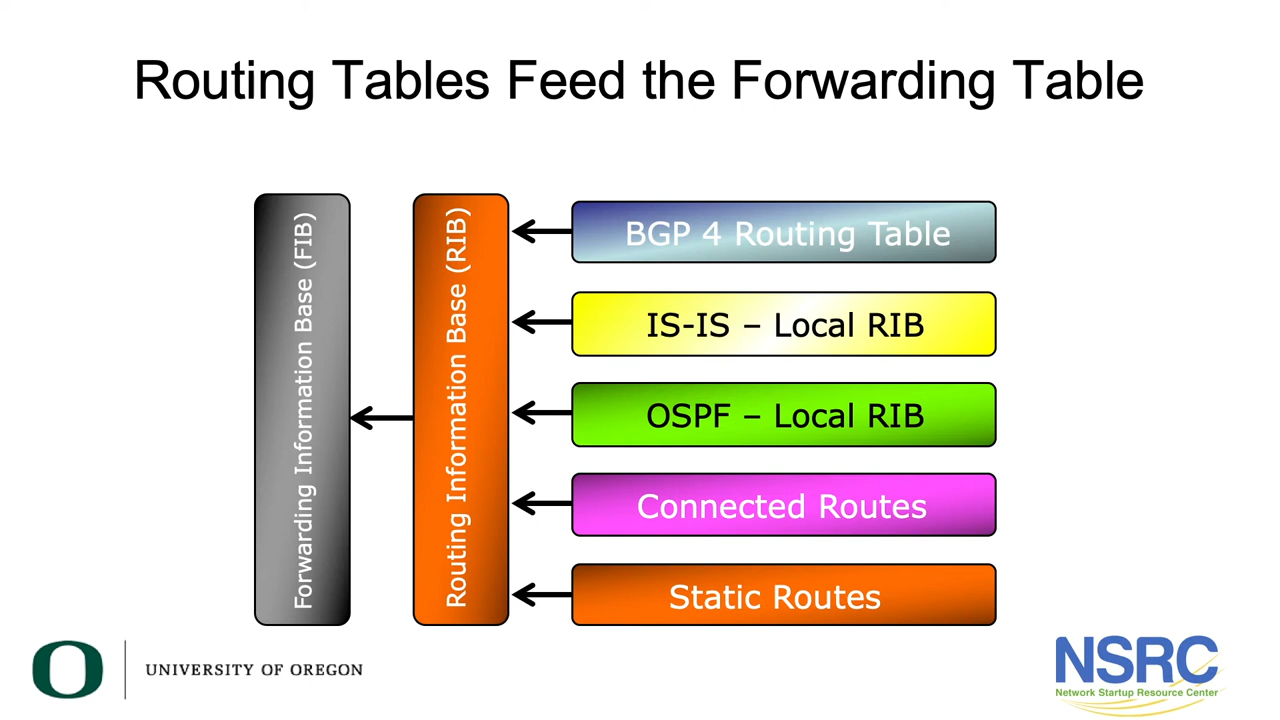 Routing Tables Feed the Forwarding Table
Forwarding Information Base (FIB)
Routing Information Base (RIB)
BGP 4 Routing Table
IS-IS – Local RIB
OSPF – Local RIB
Connected Routes
Static Routes
O
UNIVERSITY OF OREGON
NSRC
Network Startup Resource Center